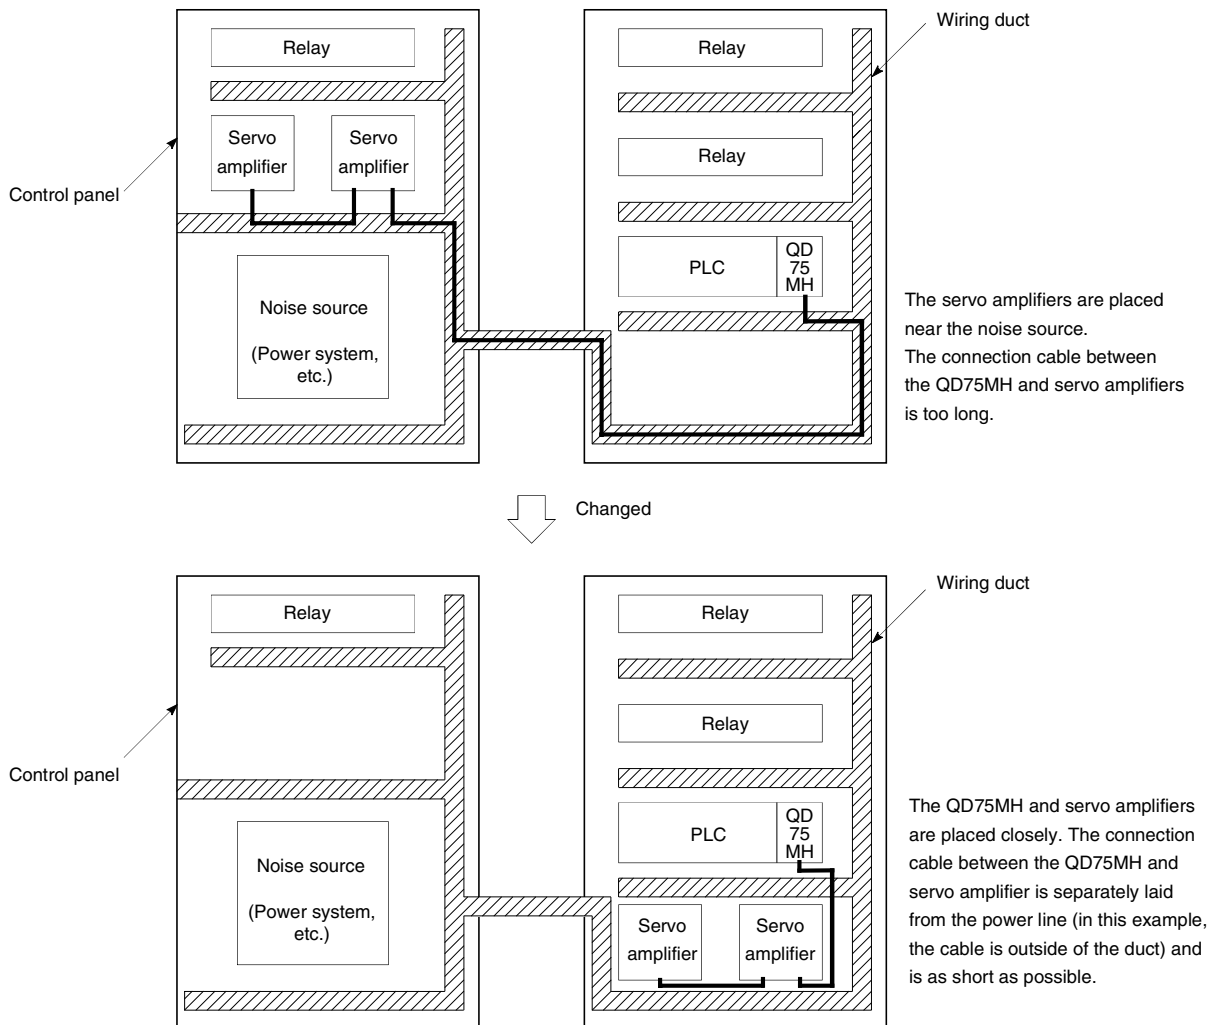 Relay
Servo
amplifier
Servo
amplifier
Control panel
Noise source
(Power system,
etc.)
Relay
Wiring duct
Relay
PLC
QD
75
MH
The servo amplifiers are placed
near the noise source.
The connection cable between
the QD75MH and servo amplifiers
is too long.
Changed
Relay
Control panel
Noise source
(Power system,
etc.)
Relay
Wiring duct
Relay
PLC
QD
75
MH
Servo
amplifier
Servo
amplifier
The QD75MH and servo amplifiers
are placed closely. The connection
cable between the QD75MH and
servo amplifier is separately laid
from the power line (in this example,
the cable is outside of the duct) and
is as short as possible.